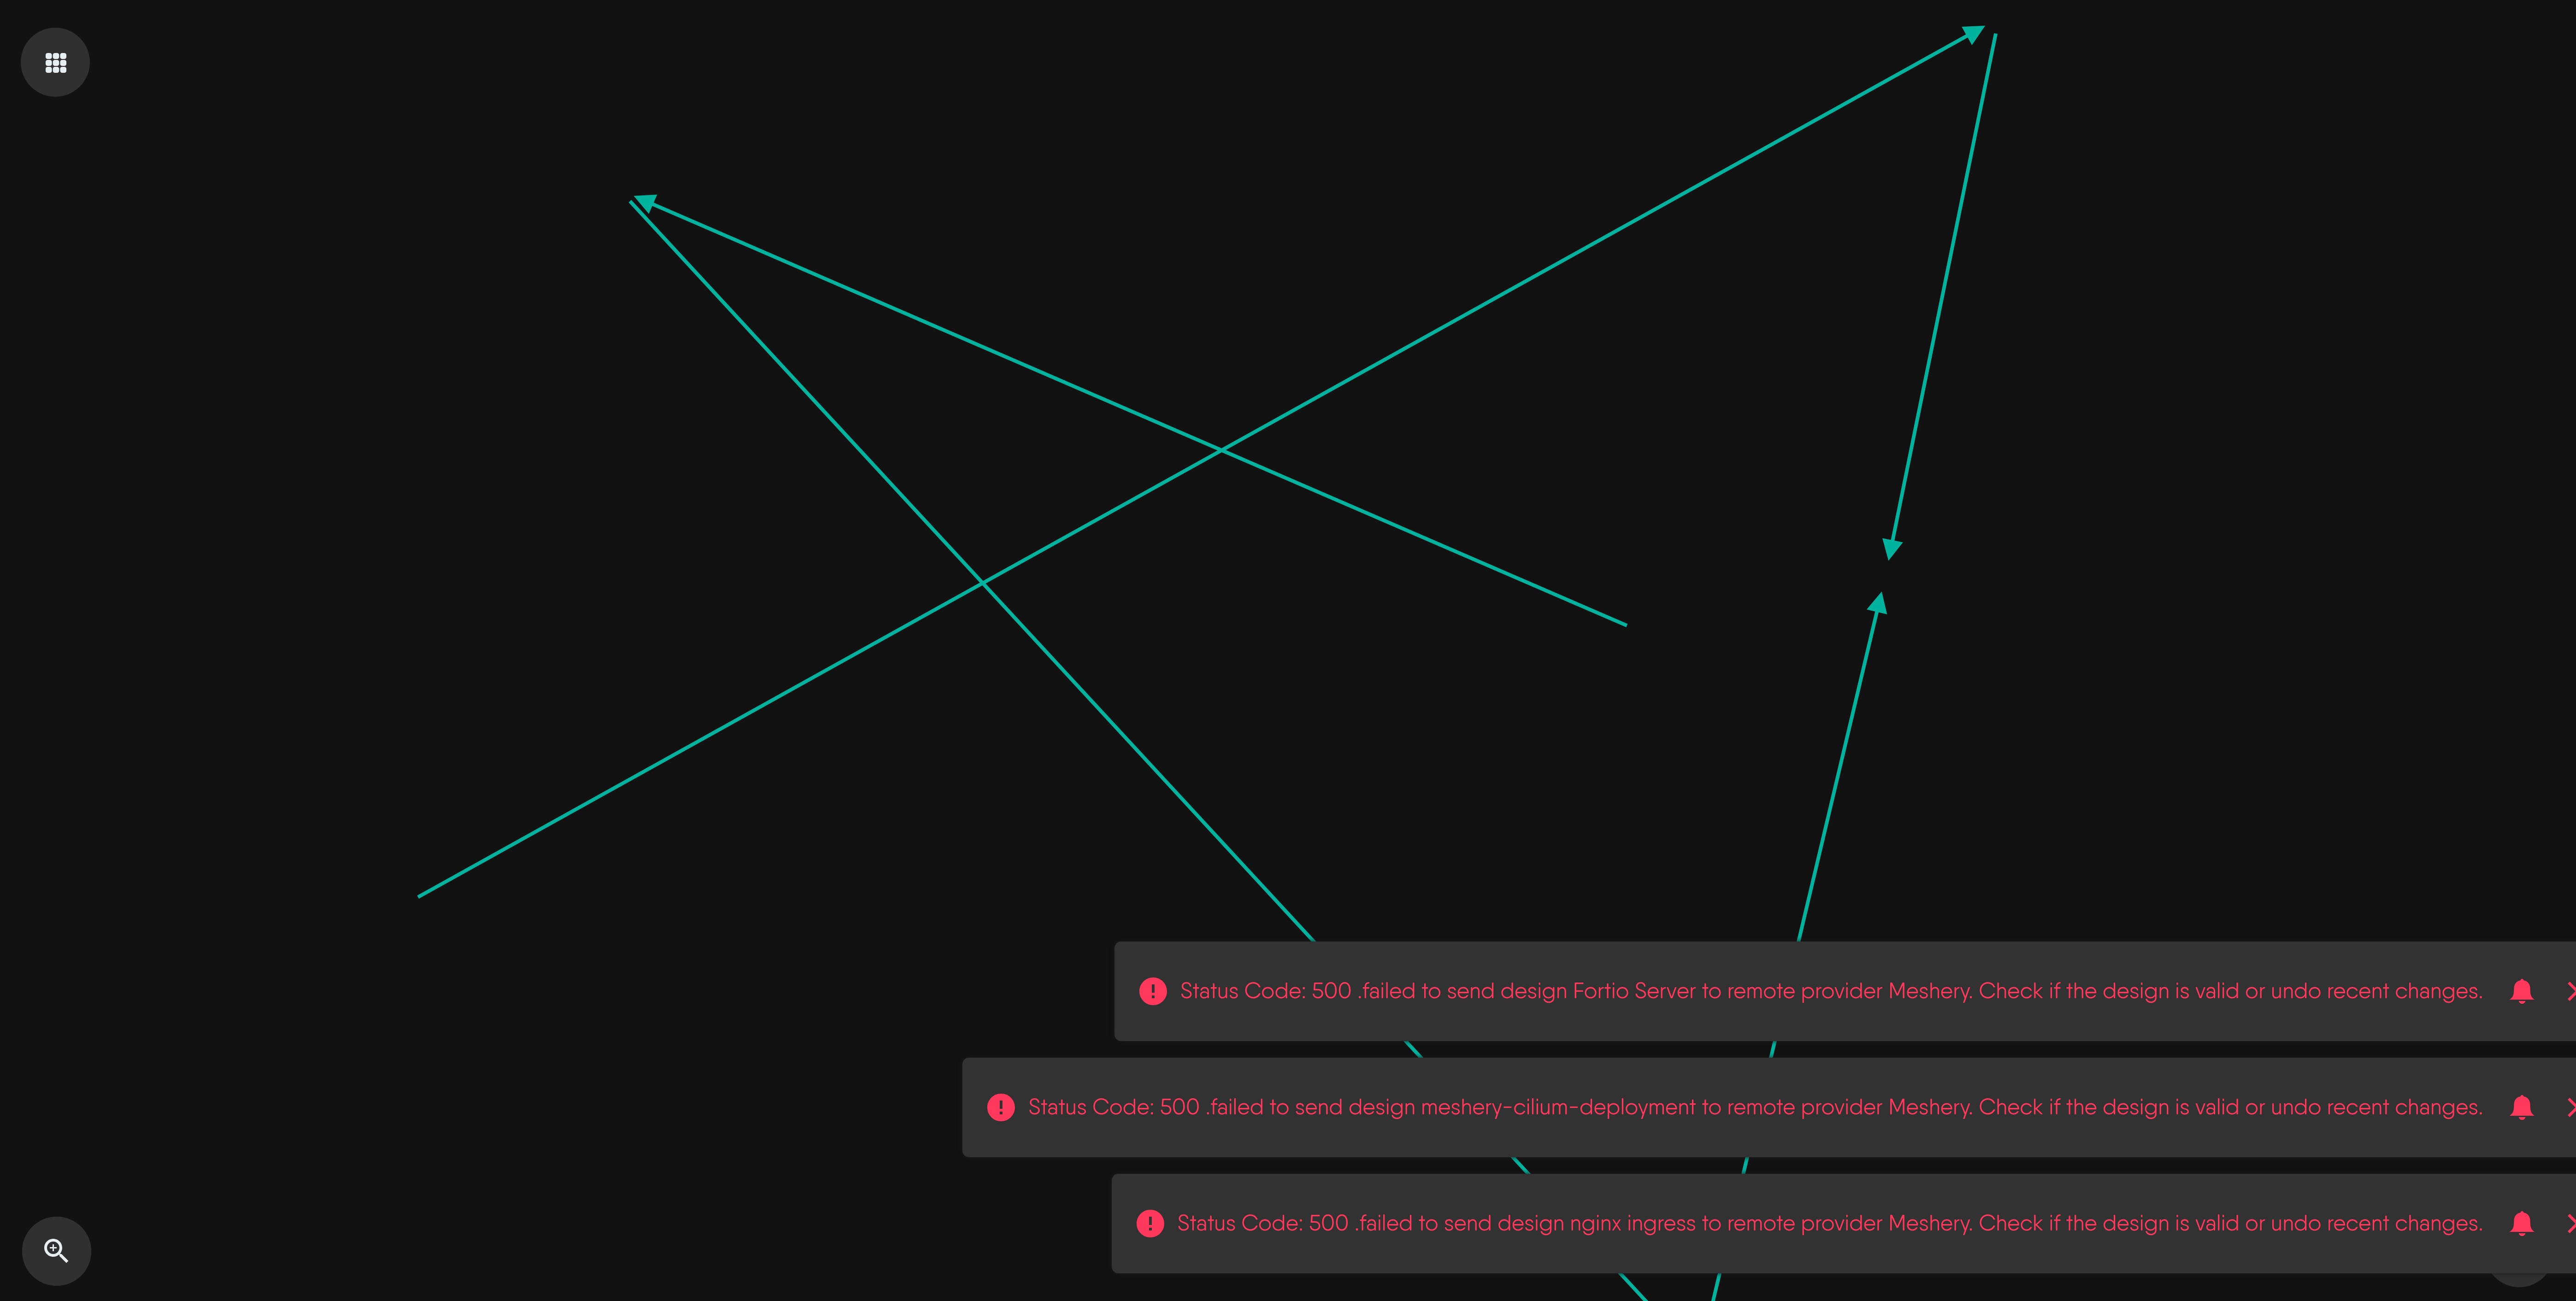 Status Code: 500 .failed to send design Fortio Server to remote provider Meshery. Check if the design is valid or undo recent changes.
Status Code: 500 .failed to send design meshery-cilium-deployment to remote provider Meshery. Check if the design is valid or undo recent changes.
Status Code: 500 .failed to send design nginx ingress to remote provider Meshery. Check if the design is valid or undo recent changes.